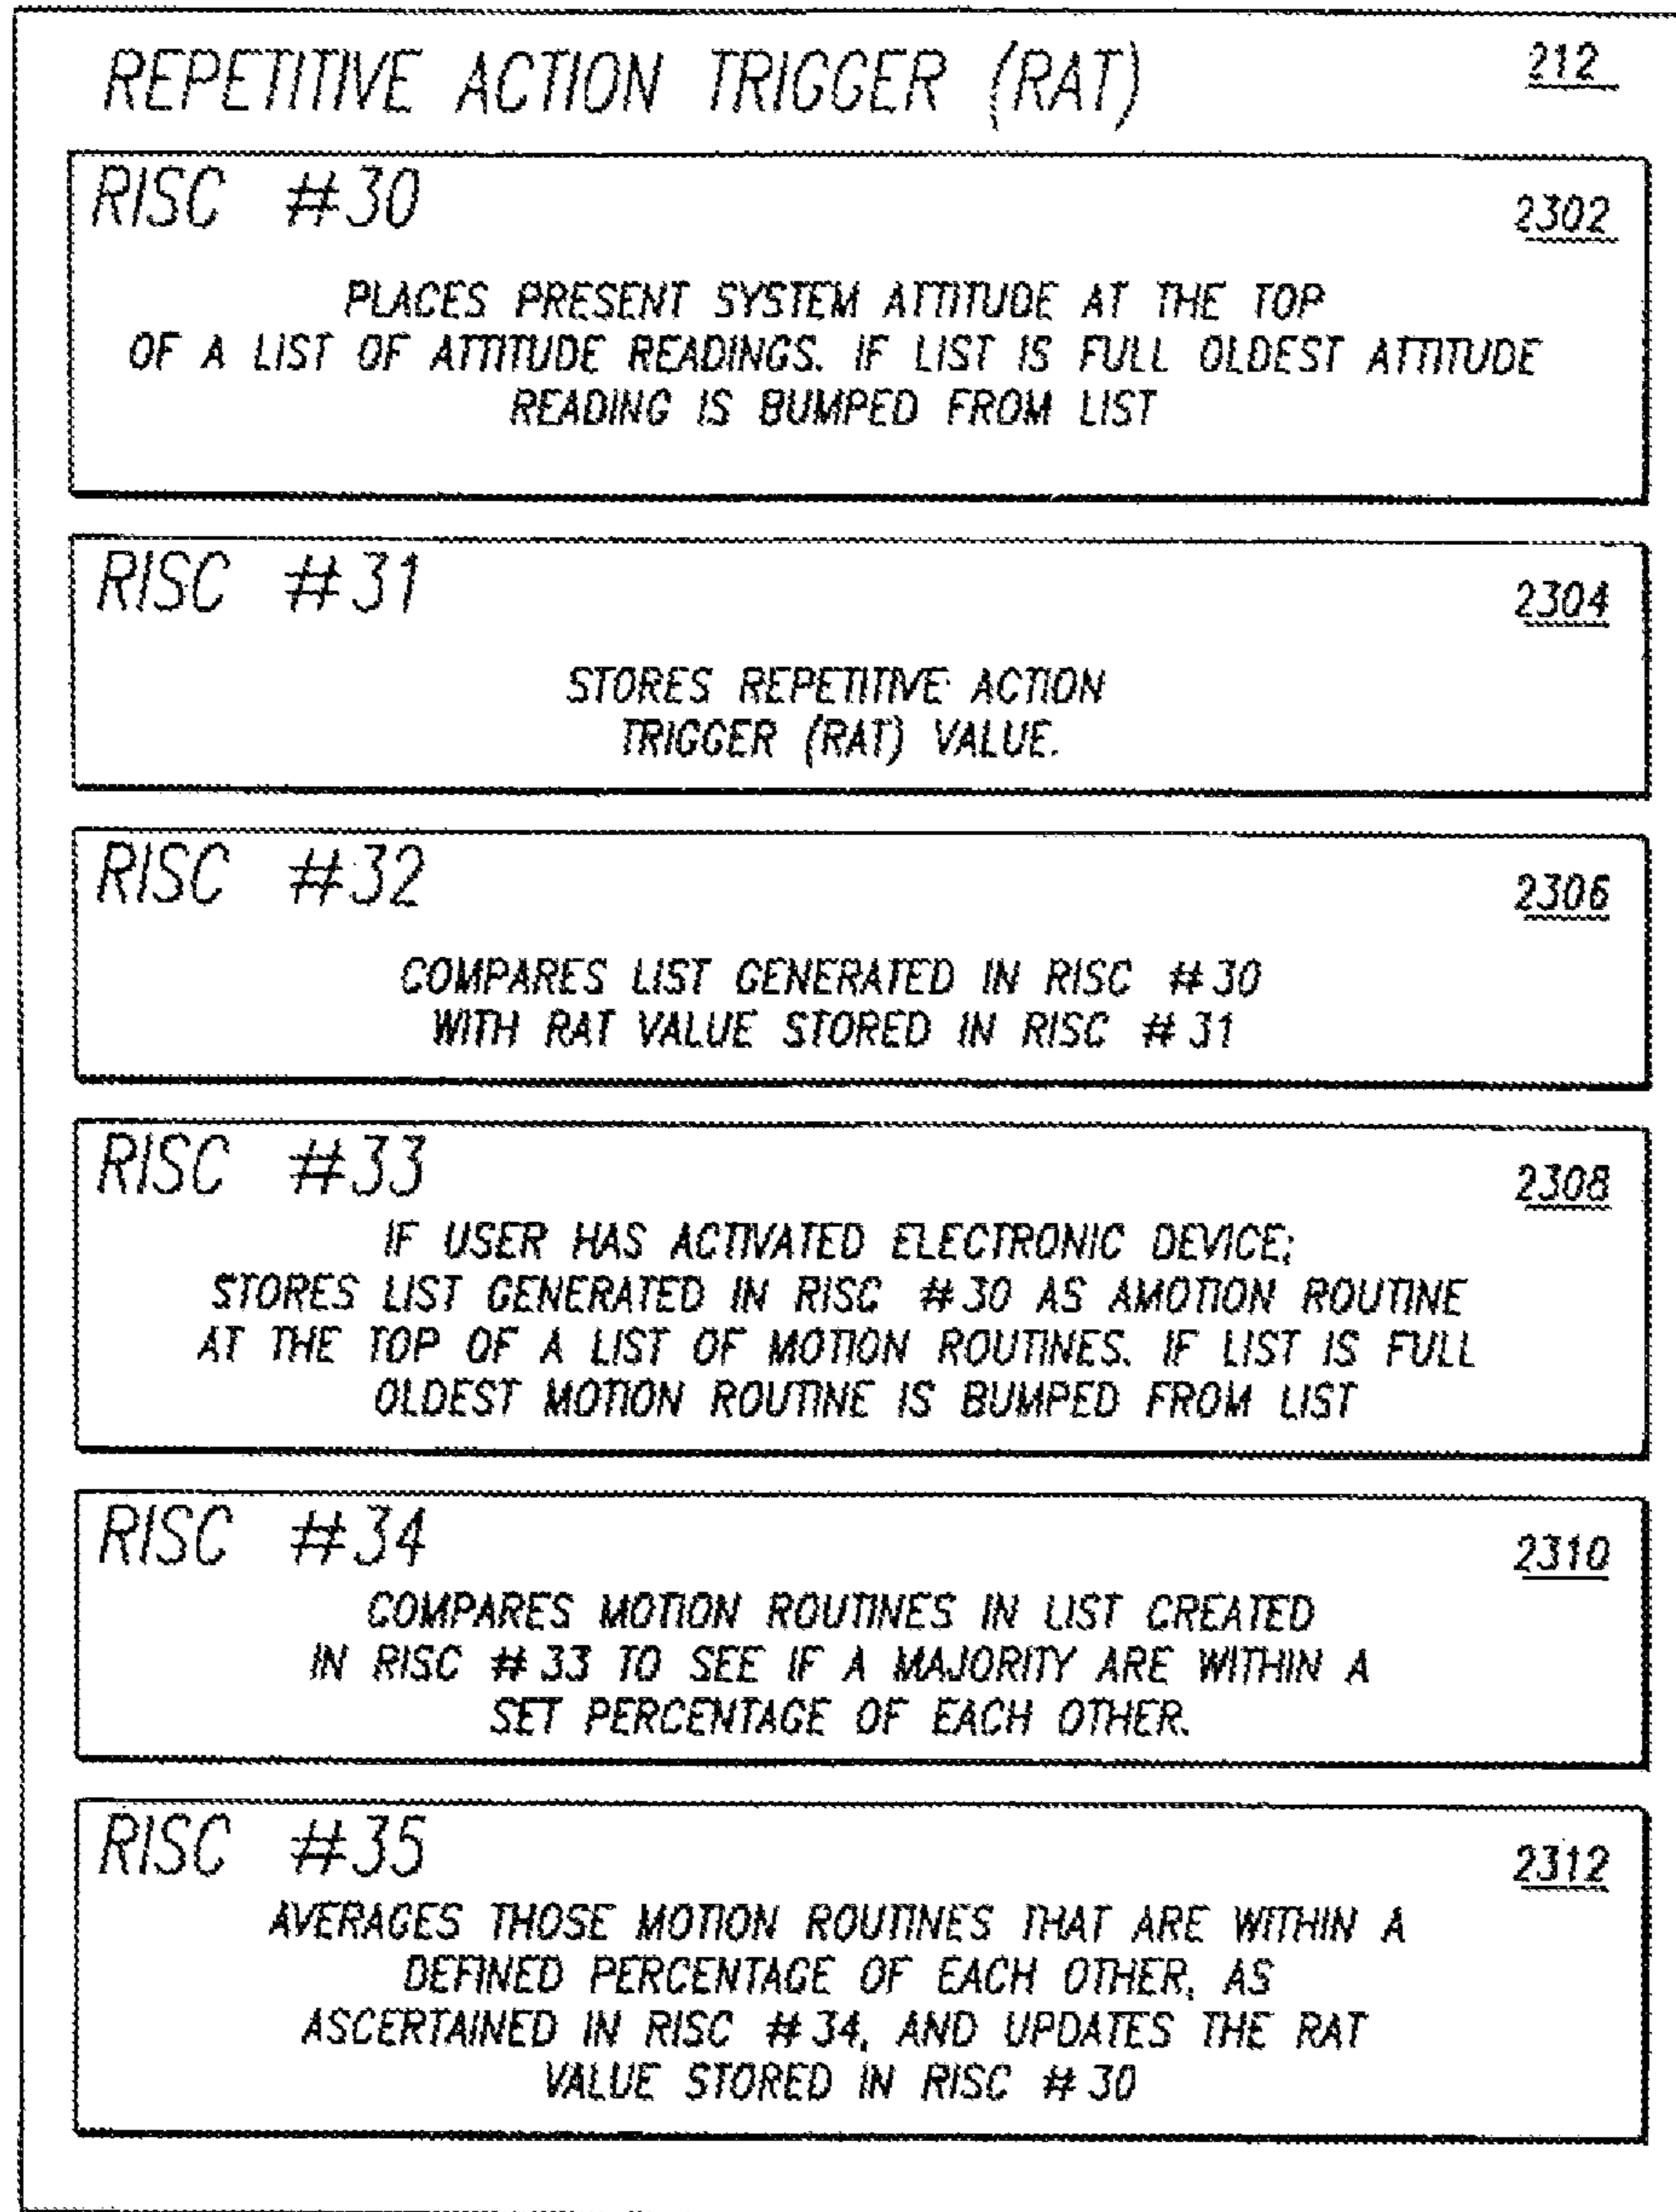 REPETITIVE ACTION TRIGGER (RAT) 212
RISC #30 2302
PLACES PRESENT SYSTEM ATTITUDE AT THE TOP
OF A LIST OF ATTITUDE READINGS. IF LIST IS FULL OLDEST ATTITUDE
READING IS BUMPED FROM LIST
RISC #31 2304
STORES REPETITIVE ACTION
TRIGGER (RAT) VALUE.
RISC #32 2306
COMPARES LIST GENERATED IN RISC #30
WITH RAT VALUE STORED IN RISC #31
RISC #33 2308
IF USER HAS ACTIVATED ELECTRONIC DEVICE;
STORES LIST GENERATED IN RISC #30 AS AMOTION ROUTINE
AT THE TOP OF A LIST OF MOTION ROUTINES. IF LIST IS FULL
OLDEST MOTION ROUTINE IS BUMPED FROM LIST
RISC #34 2310
COMPARES MOTION ROUTINES IN LIST CREATED
IN RISC #33 TO SEE IF A MAJORITY ARE WITHIN A
SET PERCENTAGE OF EACH OTHER.
RISC #35 2312
AVERAGES THOSE MOTION ROUTINES THAT ARE WITHIN A
DEFINED PERCENTAGE OF EACH OTHER, AS
ASCERTAINED IN RISC #34, AND UPDATES THE RAT
VALUE STORED IN RISC #30